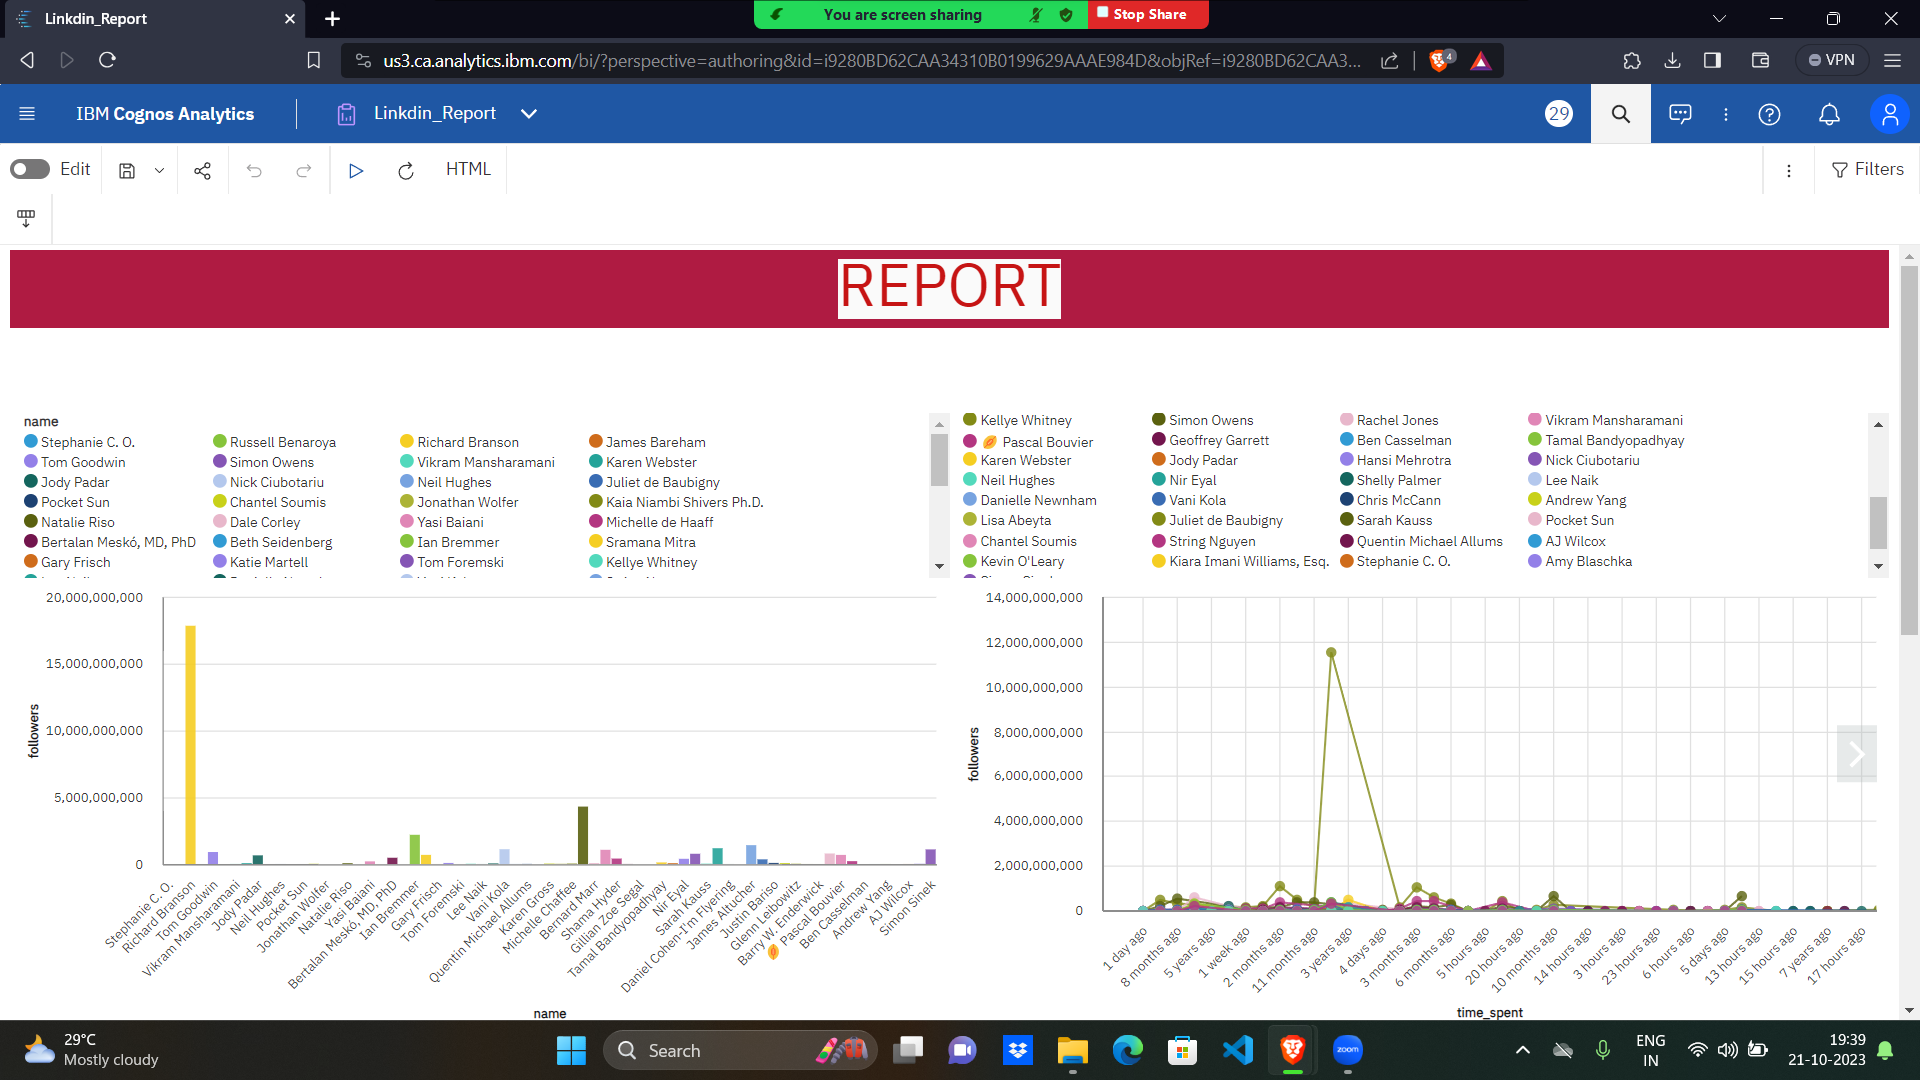 Linkdin_Report
You are screen sharing
Stop Share
us3.ca.analytics.ibm.com/bi/?perspective=authoring&id=i9280BD62CAA34310B0199629AAAE984D&objRef=i9280BD62CAA3...
4
VPN
IBM Cognos Analytics
Linkdin_Report
29
Edit
HTML
Filters
REPORT
name
Stephanie C. O.
Russell Benaroya
Richard Branson
James Bareham
Tom Goodwin
Simon Owens
Vikram Mansharamani
Karen Webster
Jody Padar
Nick Ciubotariu
Neil Hughes
Juliet de Baubigny
Pocket Sun
Chantel Soumis
Jonathan Wolfer
Kaia Niambi Shivers Ph.D.
Natalie Riso
Dale Corley
Yasi Baiani
Michelle de Haaff
Bertalan Meskó, MD, PhD
Beth Seidenberg
Ian Bremmer
Sramana Mitra
Gary Frisch
Katie Martell
Tom Foremski
Kellye Whitney
Kellye Whitney
Simon Owens
Rachel Jones
Vikram Mansharamani
Pascal Bouvier
Geoffrey Garrett
Ben Casselman
Tamal Bandyopadhyay
Karen Webster
Jody Padar
Hansi Mehrotra
Nick Ciubotariu
Neil Hughes
Nir Eyal
Shelly Palmer
Lee Naik
Danielle Newnham
Vani Kola
Chris McCann
Andrew Yang
Lisa Abeyta
Juliet de Baubigny
Sarah Kauss
Pocket Sun
Chantel Soumis
String Nguyen
Quentin Michael Allums
AJ Wilcox
Kevin O'Leary
Kiara Imani Williams, Esq.
Stephanie C. O.
Amy Blaschka
followers
20,000,000,000
15,000,000,000
10,000,000,000
5,000,000,000
0
Stephanie C. O.
Richard Branson
Tom Goodwin
Vikram Mansharamani
Jody Padar
Neil Hughes
Pocket Sun
Jonathan Wolfer
Natalie Riso
Yasi Baiani
Bertalan Meskó, MD, PhD
Ian Bremmer
Gary Frisch
Tom Foremski
Lee Naik
Vani Kola
Quentin Michael Allums
Karen Gross
Michelle Chaffee
Bernard Marr
Shama Hyder
Gillian Zoe Segal
Tamal Bandyopadhyay
Nir Eyal
Sarah Kauss
Daniel Cohen-I'm Flyering
James Altucher
Justin Bariso
Glenn Leibowitz
Barry W. Enderwick
Pascal Bouvier
Ben Casselman
Andrew Yang
AJ Wilcox
Simon Sinek
name
followers
14,000,000,000
12,000,000,000
10,000,000,000
8,000,000,000
6,000,000,000
4,000,000,000
2,000,000,000
0
1 day ago
8 months ago
5 years ago
1 week ago
2 months ago
11 months ago
3 years ago
4 days ago
3 months ago
6 months ago
5 hours ago
20 hours ago
10 months ago
14 hours ago
3 hours ago
23 hours ago
6 hours ago
5 days ago
13 hours ago
15 hours ago
7 years ago
17 hours ago
time_spent
29°C
Mostly cloudy
Search
zoom
ENG
IN
19:39
21-10-2023